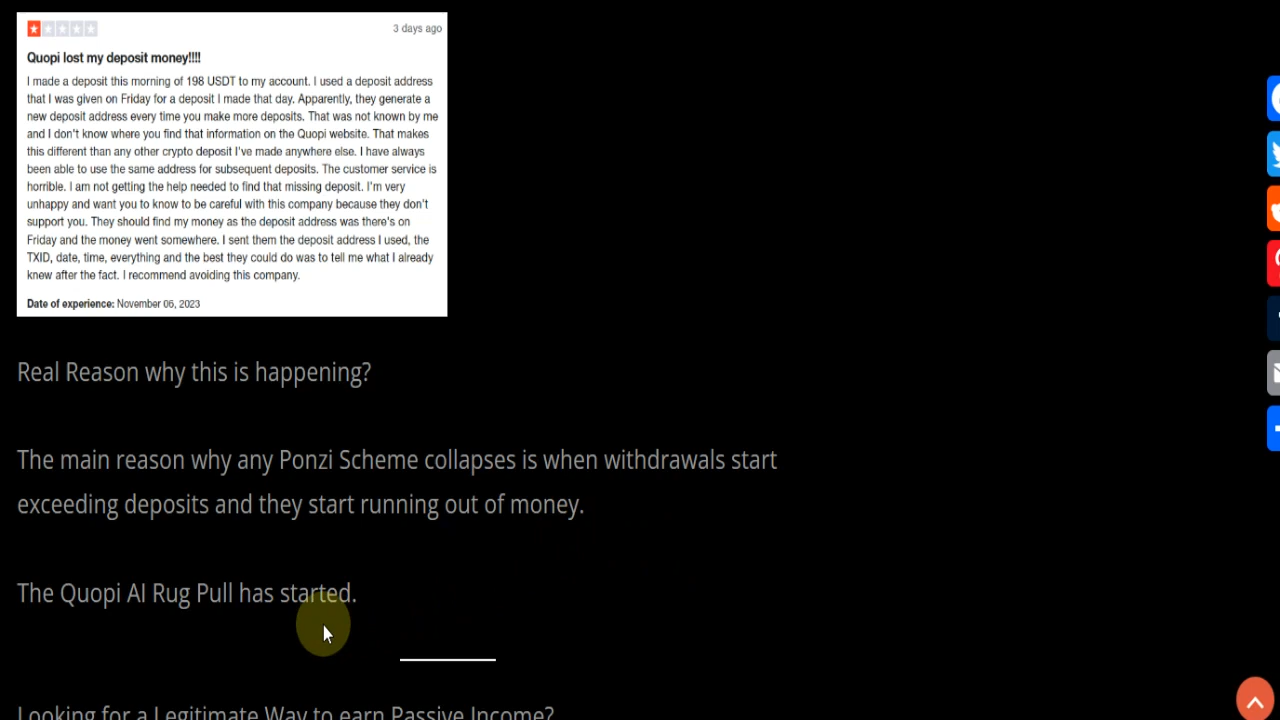 3 days ago
Quopi lost my deposit money!!!!
I made a deposit this morning of 198 USDT to my account. I used a deposit address
that I was given on Friday for a deposit I made that day. Apparently, they generate a
new deposit address every time you make more deposits. That was not known by me
and I don't know where you find that information on the Quopi website. That makes
this different than any other crypto deposit I've made anywhere else. I have always
been able to use the same address for subsequent deposits. The customer service is
horrible. I am not getting the help needed to find that missing deposit. I'm very
unhappy and want you to know to be careful with this company because they don't
support you. They should find my money as the deposit address was there's on
Friday and the money went somewhere. I sent them the deposit address I used, the
TXID, date, time, everything and the best they could do was to tell me what I already
knew after the fact. I recommend avoiding this company.
Date of experience: November 06, 2023
Real Reason why this is happening?
The main reason why any Ponzi Scheme collapses is when withdrawals start
exceeding deposits and they start running out of money.
The Quopi AI Rug Pull has started.
Looking for a Legitimate Way to earn Passive Income?